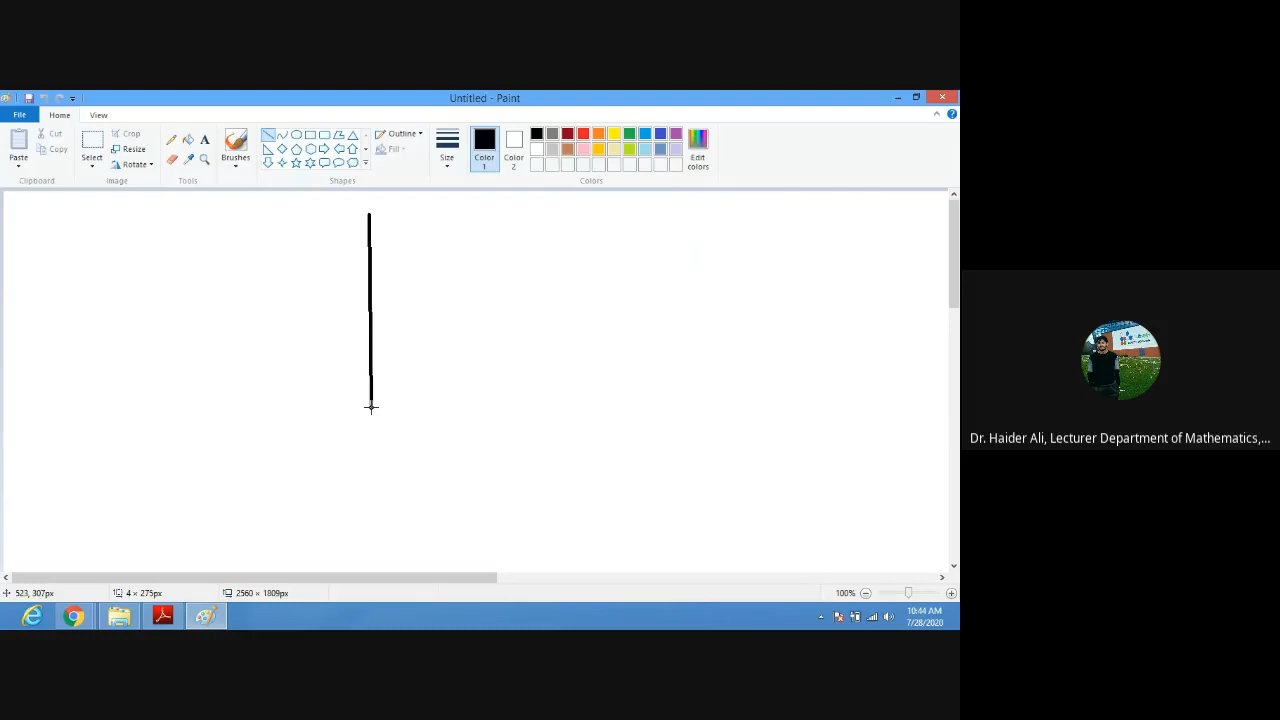 Untitled - Paint
File
Home
View
Paste
Cut
Copy
Clipboard
Select
Crop
Resize
Rotate
Image
Tools
Brushes
Shapes
Outline
Fill
Size
Color
1
Color
2
Edit
colors
Colors
523, 307px
4 × 275px
2560 × 1809px
100%
10:44 AM
7/28/2020
Dr. Haider Ali, Lecturer Department of Mathematics,...